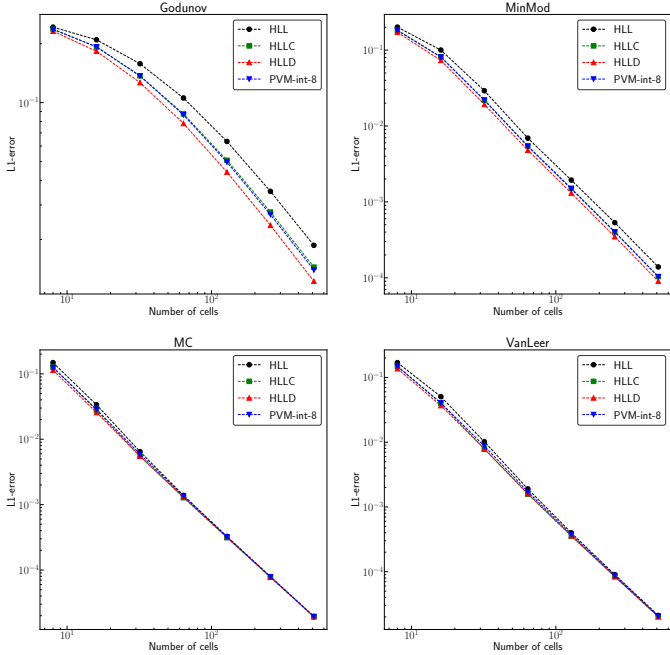 Godunov
HLL
HLLC
HLLD
PVM-int-8
L1-error
10⁻¹
10¹
10²
Number of cells
MinMod
HLL
HLLC
HLLD
PVM-int-8
L1-error
10⁻¹
10⁻²
10⁻³
10⁻⁴
10¹
10²
Number of cells
MC
HLL
HLLC
HLLD
PVM-int-8
L1-error
10⁻¹
10⁻²
10⁻³
10⁻⁴
10¹
10²
Number of cells
VanLeer
HLL
HLLC
HLLD
PVM-int-8
L1-error
10⁻¹
10⁻²
10⁻³
10⁻⁴
10¹
10²
Number of cells